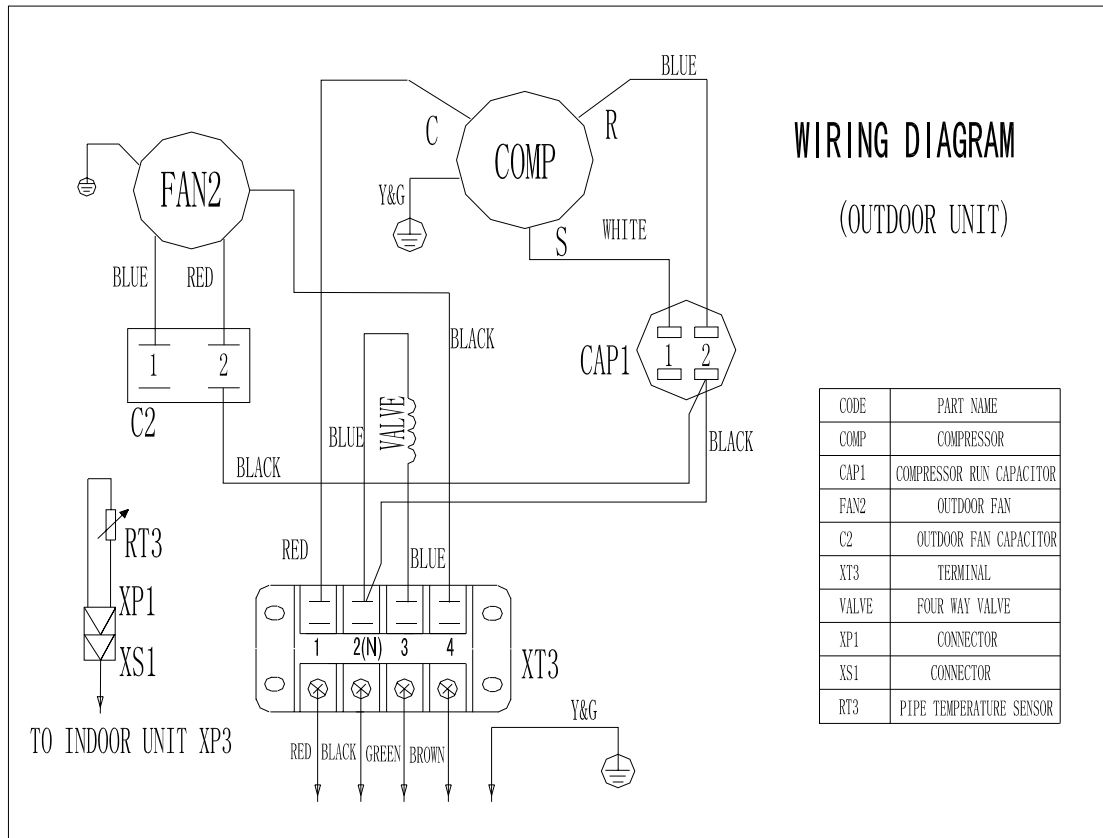 BLUE
WIRING DIAGRAM
(OUTDOOR UNIT)
C
R
COMP
FAN2
Y&G
S
WHITE
BLUE
RED
BLACK
1
2
C2
CAP1
1
2
VALVE
BLUE
BLACK
BLACK
RT3
XP1
XS1
TO INDOOR UNIT XP3
RED
BLUE
1
2(N)
3
4
XT3
RED
BLACK
GREEN
BROWN
Y&G
CODE PART NAME
COMP COMPRESSOR
CAP1 COMPRESSOR RUN CAPACITOR
FAN2 OUTDOOR FAN
C2 OUTDOOR FAN CAPACITOR
XT3 TERMINAL
VALVE FOUR WAY VALVE
XP1 CONNECTOR
XS1 CONNECTOR
RT3 PIPE TEMPERATURE SENSOR